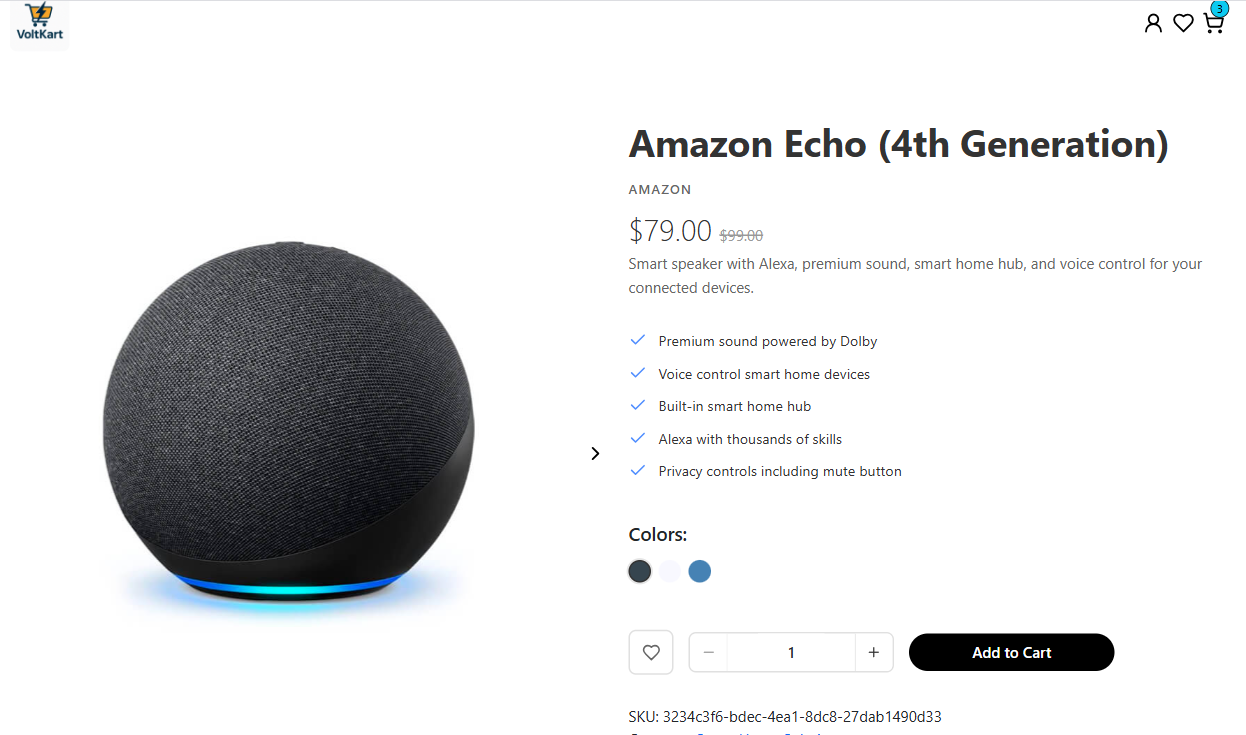 VoltKart
3
Amazon Echo (4th Generation)
AMAZON
$79.00 $99.00
Smart speaker with Alexa, premium sound, smart home hub, and voice control for your
connected devices.
Premium sound powered by Dolby
Voice control smart home devices
Built-in smart home hub
Alexa with thousands of skills
Privacy controls including mute button
Colors:
1
Add to Cart
SKU: 3234c3f6-bdec-4ea1-8dc8-27dab1490d33